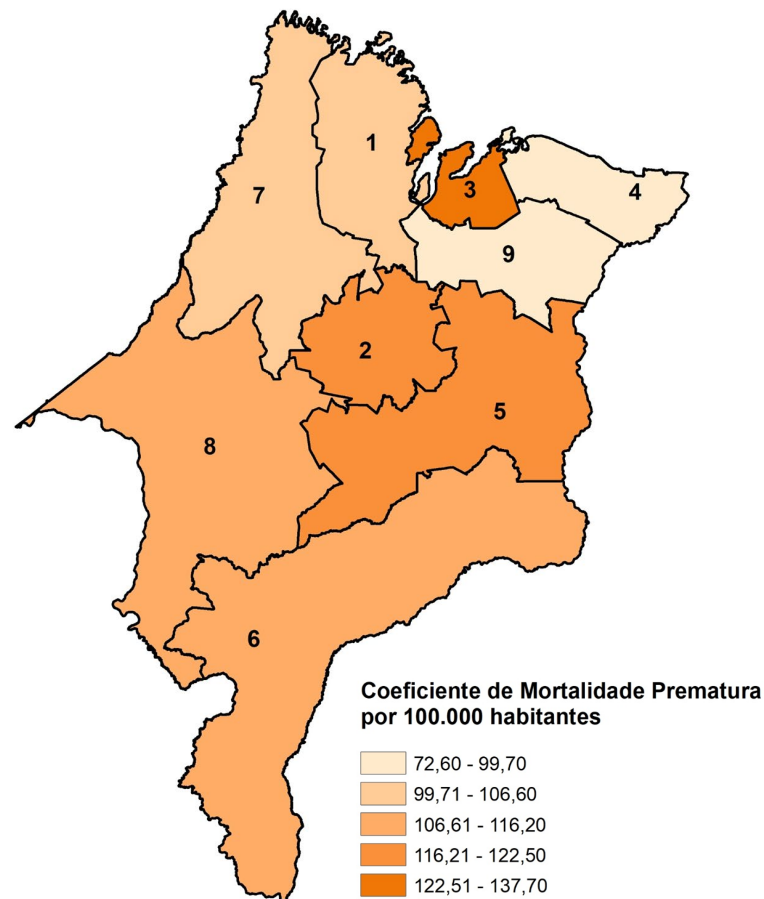 1
3
4
7
9
2
5
8
6
Coeficiente de Mortalidade Prematura
por 100.000 habitantes
72,60 - 99,70
99,71 - 106,60
106,61 - 116,20
116,21 - 122,50
122,51 - 137,70